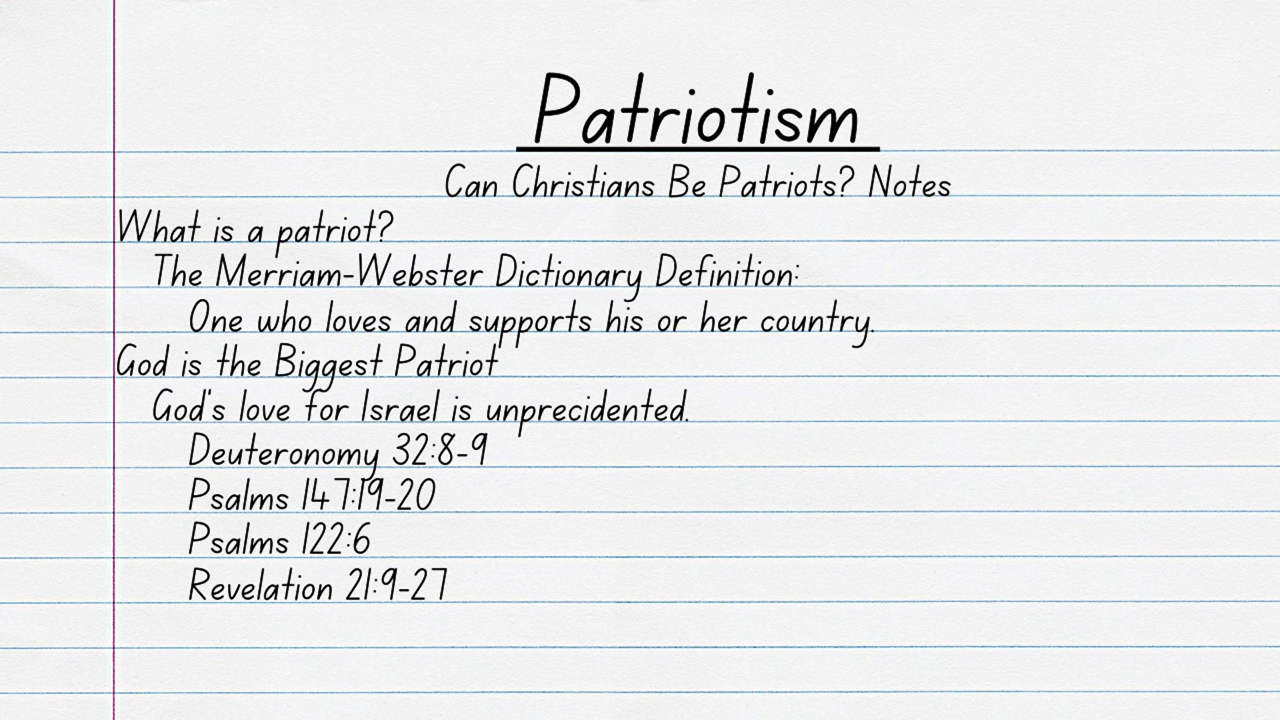 Patriotism
Can Christians Be Patriots? Notes
What is a patriot?
The Merriam-Webster Dictionary Definition:
One who loves and supports his or her country.
God is the Biggest Patriot
God's love for Israel is unprecidented.
Deuteronomy 32:8-9
Psalms 147:19-20
Psalms 122:6
Revelation 21:9-27